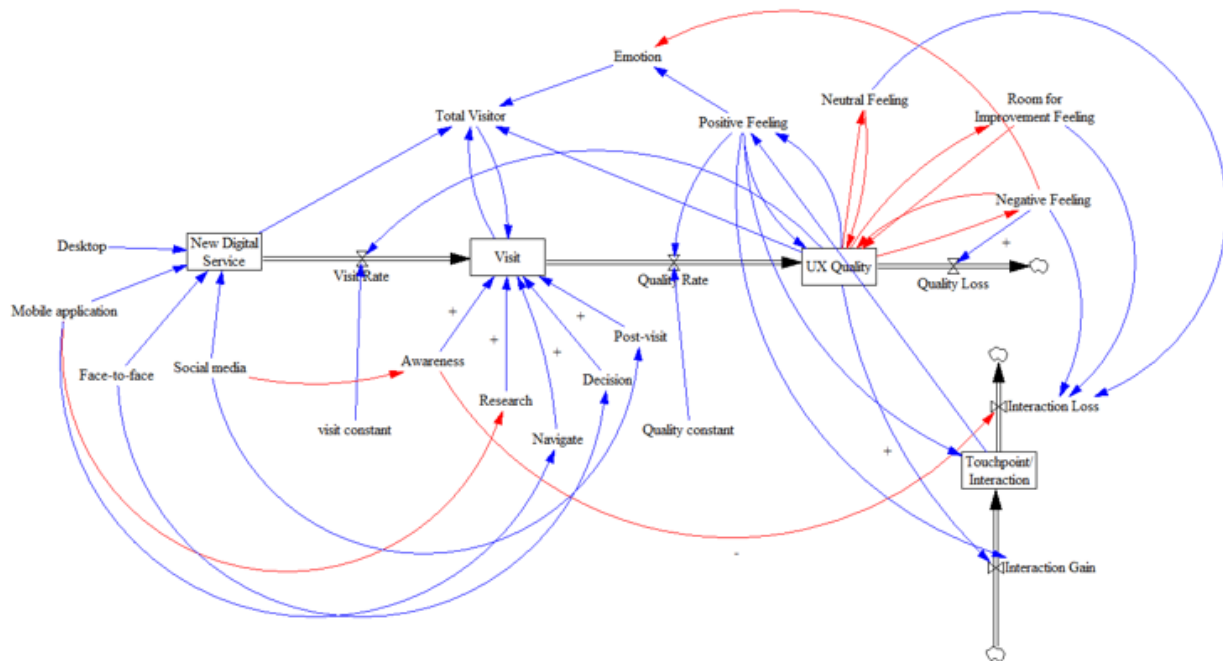 Emotion
Neutral Feeling
Room for
Improvement Feeling
Total Visitor
Positive Feeling
Negative Feeling
Desktop
New Digital
Service
Visit
UX Quality
+
Visit Rate
Quality Rate
Quality Loss
Mobile application
+
+
+
+
Post-visit
Face-to-face
Social media
Awareness
Decision
Research
Interaction Loss
visit constant
Navigate
Quality constant
+
Touchpoint/
Interaction
-
Interaction Gain